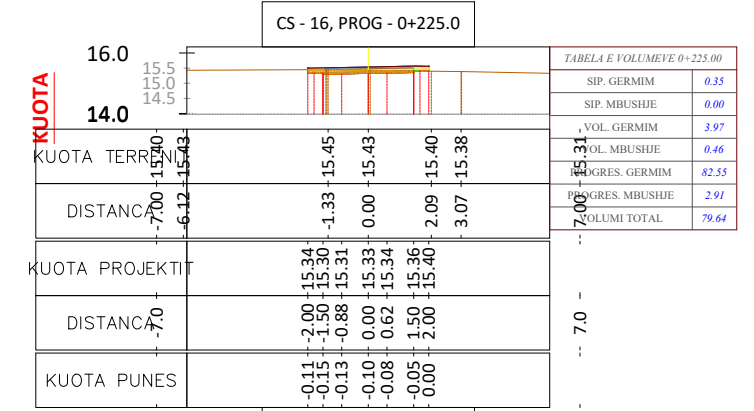 CS - 16, PROG - 0+225.0
KUOTA
16.0
15.5
15.0
14.5
14.0
TABELA E VOLUMEVE 0+225.00
SIP. GERMIM 0.35
SIP. MBUSHJE 0.00
VOL. GERMIM 3.97
VOL. MBUSHJE 0.46
PROGRES. GERMIM 82.55
PROGRES. MBUSHJE 2.91
VOLUMI TOTAL 79.64
KUOTA TERRENIT 15.40 15.43 15.45 15.43 15.40 15.38 15.31
DISTANCA -7.00 -6.12 -1.33 0.00 2.09 3.07 7.00
KUOTA PROJEKTIT 15.34 15.30 15.31 15.33 15.34 15.36 15.40
DISTANCA -7.0 -2.00 -1.50 -0.88 0.00 0.62 1.50 2.00 7.0
KUOTA PUNES -0.11 -0.15 -0.13 -0.10 -0.08 -0.05 0.00